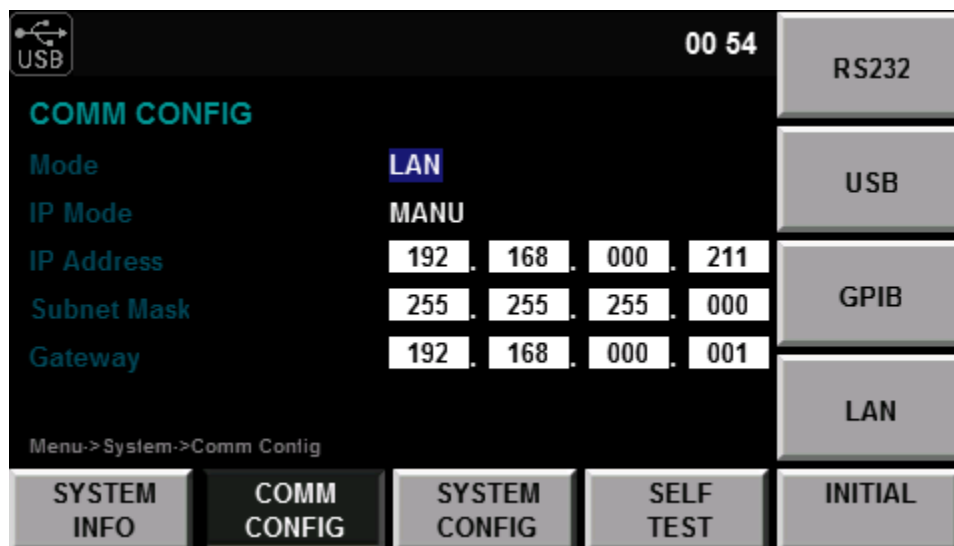 USB
00 54
RS232
COMM CONFIG
Mode LAN
USB
IP Mode MANU
IP Address 192 . 168 . 000 . 211
Subnet Mask 255 . 255 . 255 . 000
GPIB
Gateway 192 . 168 . 000 . 001
LAN
Menu->System->Comm Config
SYSTEM INFO
COMM CONFIG
SYSTEM CONFIG
SELF TEST
INITIAL